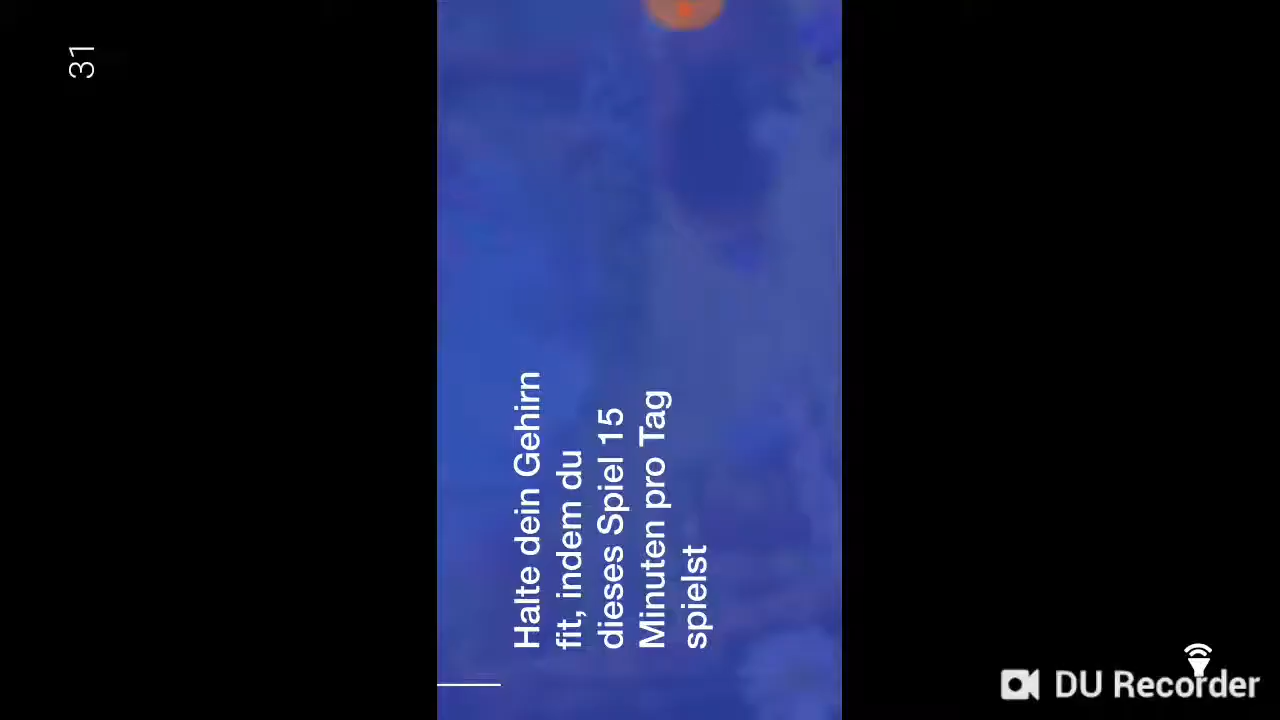 31
Halte dein Gehirn
fit, indem du
dieses Spiel 15
Minuten pro Tag
spielst
DU Recorder